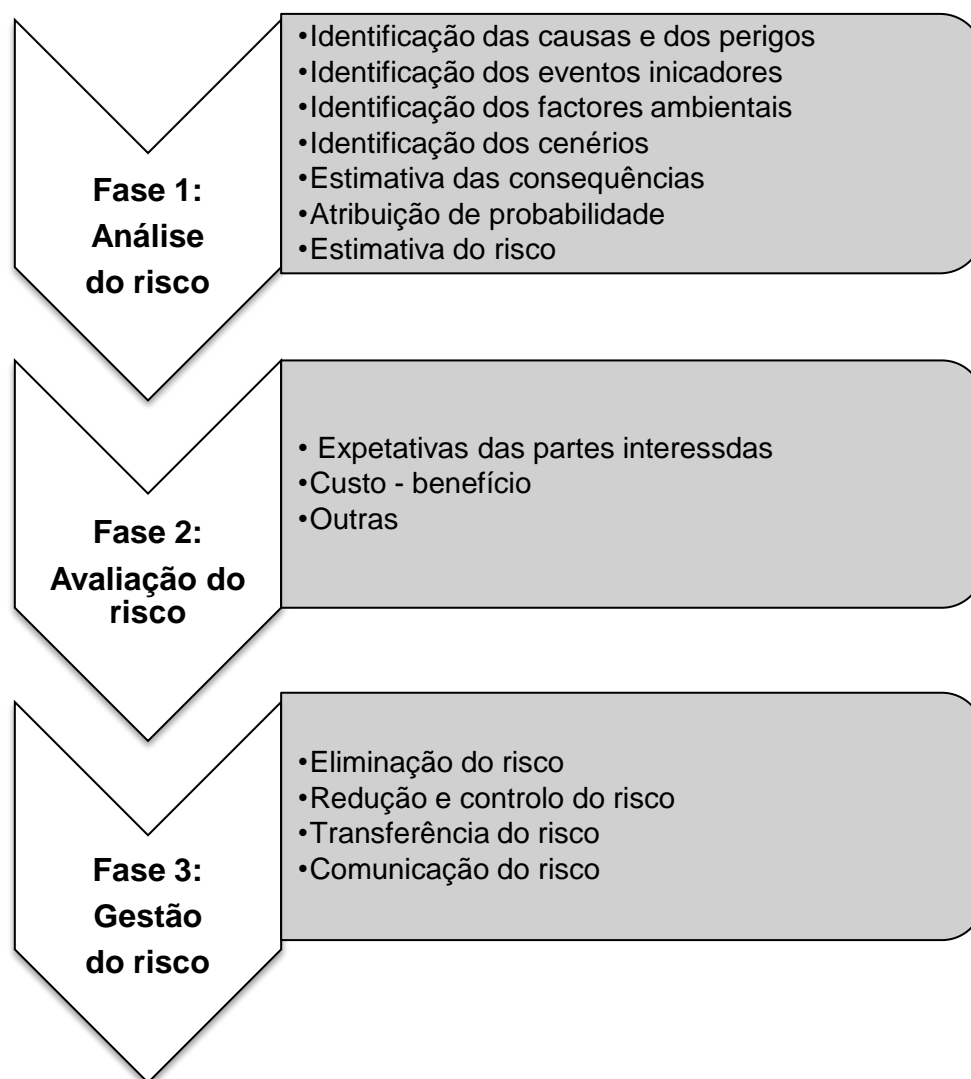 Fase 1:
Análise
do risco
•Identificação das causas e dos perigos
•Identificação dos eventos inicadores
•Identificação dos factores ambientais
•Identificação dos cenérios
•Estimativa das consequências
•Atribuição de probabilidade
•Estimativa do risco
Fase 2:
Avaliação do
risco
• Expetativas das partes interessdas
•Custo - benefício
•Outras
Fase 3:
Gestão
do risco
•Eliminação do risco
•Redução e controlo do risco
•Transferência do risco
•Comunicação do risco